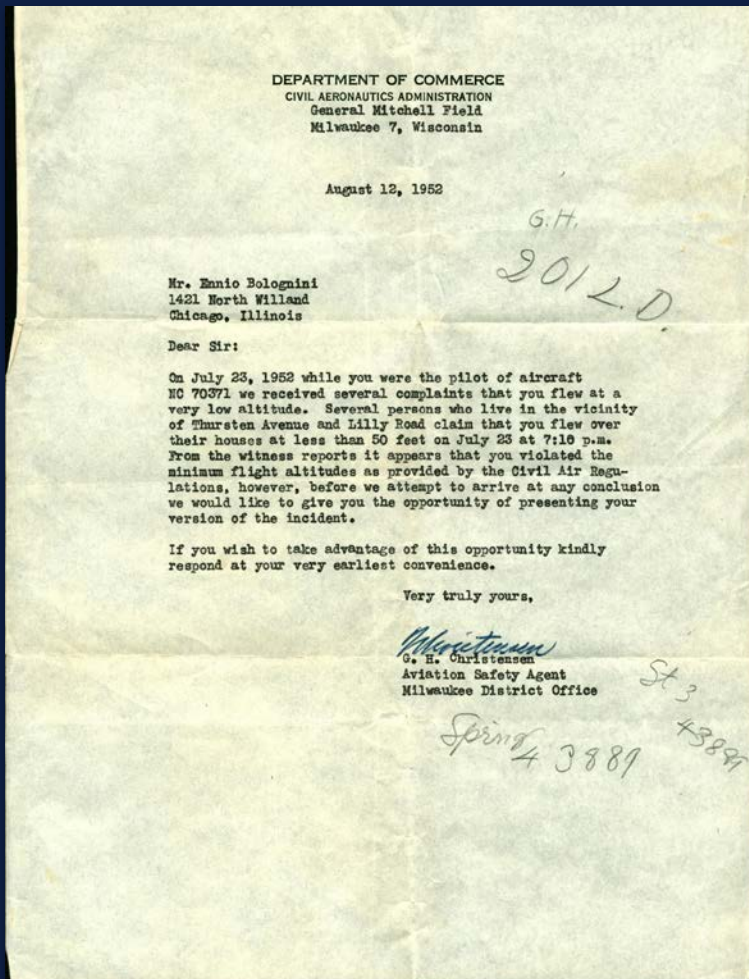 DEPARTMENT OF COMMERCE
CIVIL AERONAUTICS ADMINISTRATION
General Mitchell Field
Milwaukee 7, Wisconsin
August 12, 1952
G.H.
201 L.D.
Mr. Ennio Bolognini
1421 North Willand
Chicago, Illinois
Dear Sir:
On July 23, 1952 while you were the pilot of aircraft
NC 70371 we received several complaints that you flew at a
very low altitude. Several persons who live in the vicinity
of Thursten Avenue and Lilly Road claim that you flew over
their houses at less than 50 feet on July 23 at 7:10 p.m.
From the witness reports it appears that you violated the
minimum flight altitudes as provided by the Civil Air Regu-
lations, however, before we attempt to arrive at any conclusion
we would like to give you the opportunity of presenting your
version of the incident.
If you wish to take advantage of this opportunity kindly
respond at your very earliest convenience.
Very truly yours,
G. H. Christensen
Aviation Safety Agent
Milwaukee District Office
St. 3
Spring